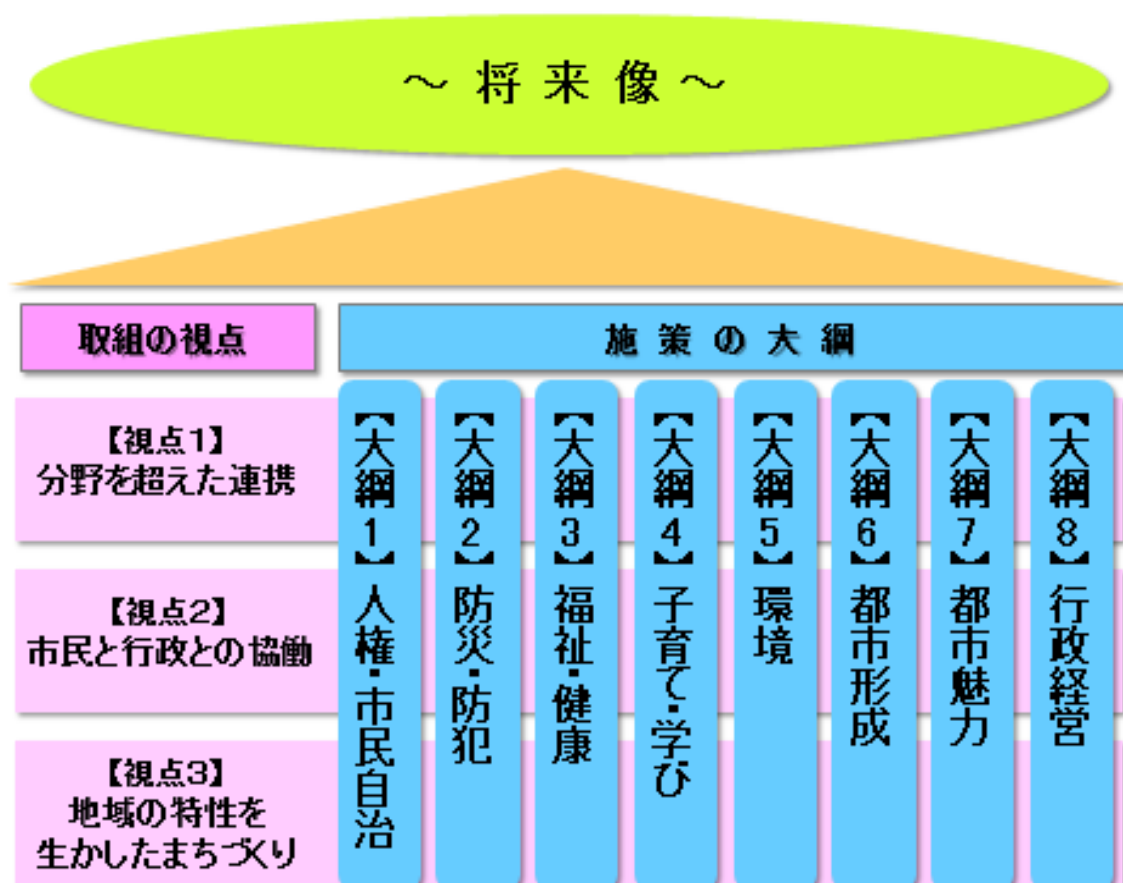 ～将来像～
取組の視点
施策の大綱
【視点1】
分野を超えた連携
【視点2】
市民と行政との協働
【視点3】
地域の特性を
生かしたまちづくり
【大綱1】人権・市民自治
【大綱2】防災・防犯
【大綱3】福祉・健康
【大綱4】子育て・学び
【大綱5】環境
【大綱6】都市形成
【大綱7】都市魅力
【大綱8】行政経営